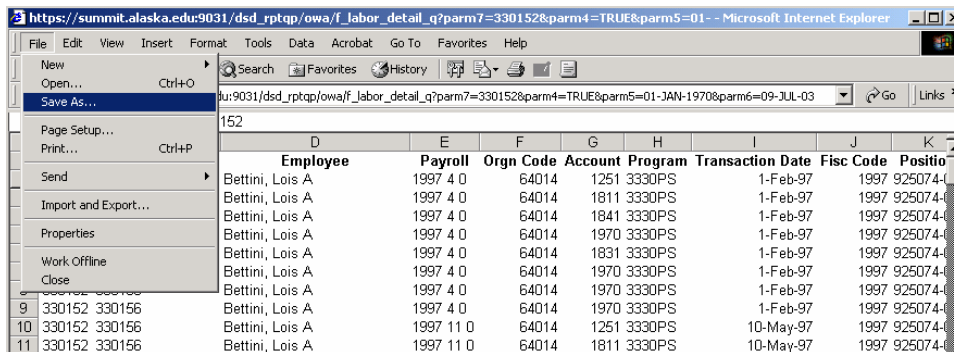 https://summit.alaska.edu:9031/dsd_rptqp/owa/f_labor_detail_q?parm7=330152&parm4=TRUE&parm5=01-- Microsoft Internet Explorer
File Edit View Insert Format Tools Data Acrobat Go To Favorites Help
New
Open... Ctrl+O
Save As...
Page Setup...
Print... Ctrl+P
Send
Import and Export...
Properties
Work Offline
Close
Search Favorites History
du:9031/dsd_rptqp/owa/f_labor_detail_q?parm7=330152&parm4=TRUE&parm5=01-JAN-1970&parm6=09-JUL-03 Go Links
152
D E F G H I J K
Employee Payroll Orgn Code Account Program Transaction Date Fisc Code Positio
Bettini, Lois A 1997 4 0 64014 1251 3330PS 1-Feb-97 1997 925074-
Bettini, Lois A 1997 4 0 64014 1811 3330PS 1-Feb-97 1997 925074-
Bettini, Lois A 1997 4 0 64014 1841 3330PS 1-Feb-97 1997 925074-
Bettini, Lois A 1997 4 0 64014 1970 3330PS 1-Feb-97 1997 925074-
Bettini, Lois A 1997 4 0 64014 1831 3330PS 1-Feb-97 1997 925074-
Bettini, Lois A 1997 4 0 64014 1970 3330PS 1-Feb-97 1997 925074-
Bettini, Lois A 1997 4 0 64014 1970 3330PS 1-Feb-97 1997 925074-
9 330152 330156 Bettini, Lois A 1997 4 0 64014 1970 3330PS 1-Feb-97 1997 925074-
10 330152 330156 Bettini, Lois A 1997 11 0 64014 1251 3330PS 10-May-97 1997 925074-
11 330152 330156 Bettini, Lois A 1997 11 0 64014 1811 3330PS 10-May-97 1997 925074-